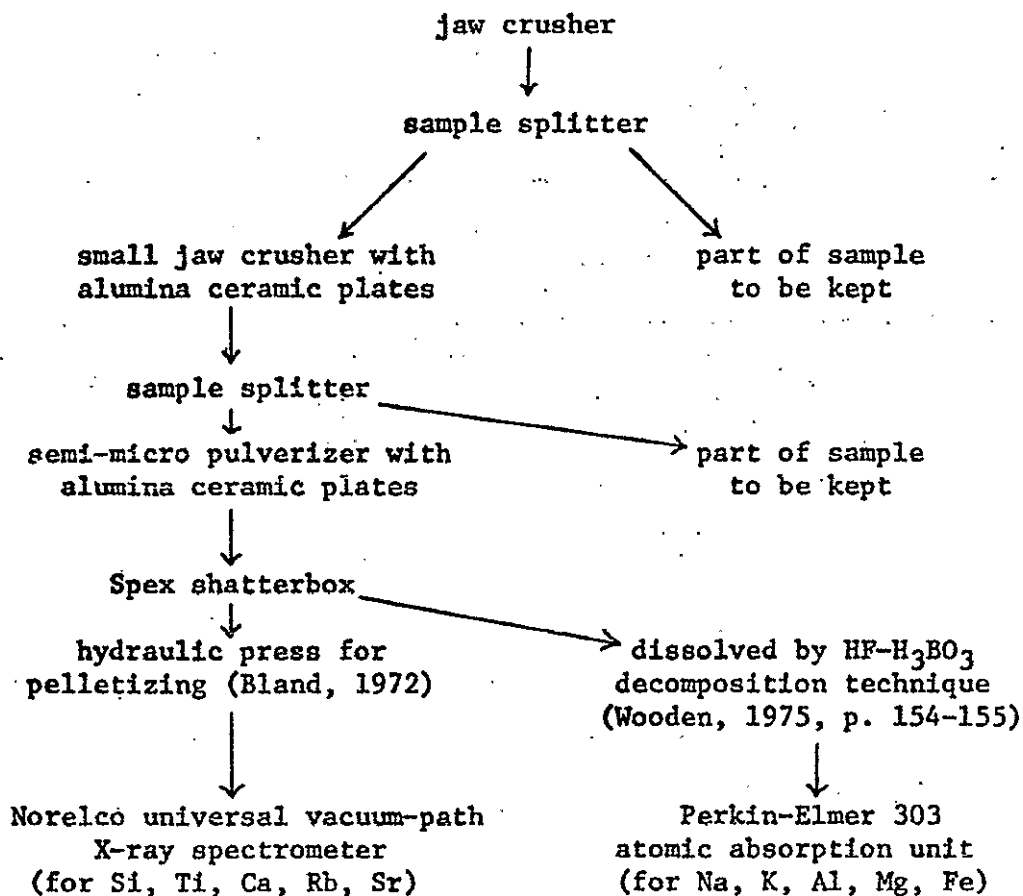 jaw crusher
sample splitter
small jaw crusher with
alumina ceramic plates
part of sample
to be kept
sample splitter
semi-micro pulverizer with
alumina ceramic plates
part of sample
to be kept
Spex shatterbox
hydraulic press for
pelletizing (Bland, 1972)
dissolved by HF-H₃BO₃
decomposition technique
(Wooden, 1975, p. 154-155)
Norelco universal vacuum-path
X-ray spectrometer
(for Si, Ti, Ca, Rb, Sr)
Perkin-Elmer 303
atomic absorption unit
(for Na, K, Al, Mg, Fe)